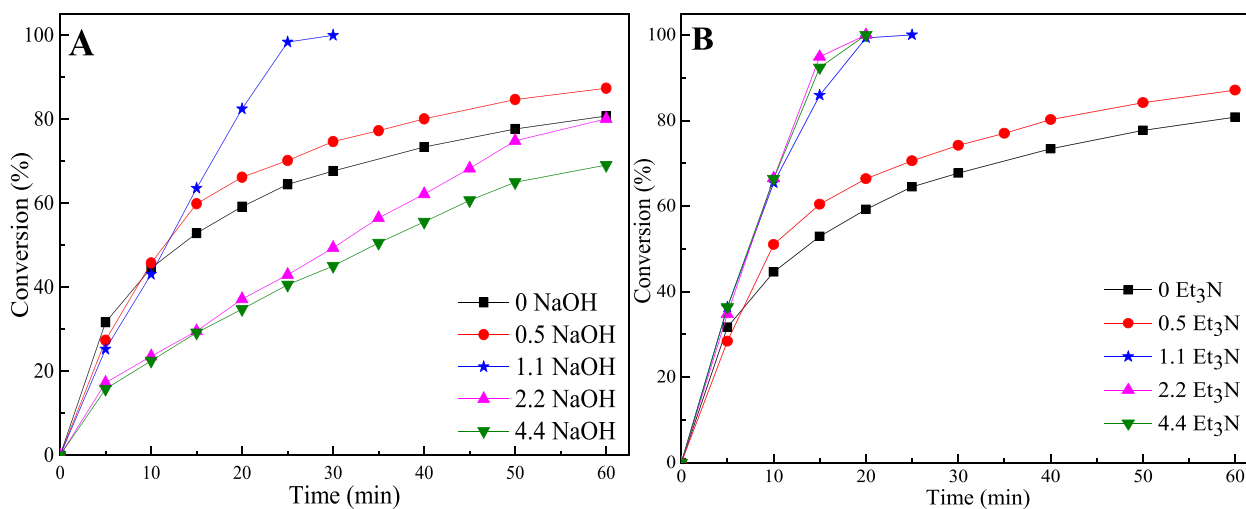 A
Conversion (%)
100
80
60
40
20
0
0 NaOH
0.5 NaOH
1.1 NaOH
2.2 NaOH
4.4 NaOH
0 10 20 30 40 50 60
Time (min)
B
Conversion (%)
100
80
60
40
20
0
0 Et₃N
0.5 Et₃N
1.1 Et₃N
2.2 Et₃N
4.4 Et₃N
0 10 20 30 40 50 60
Time (min)